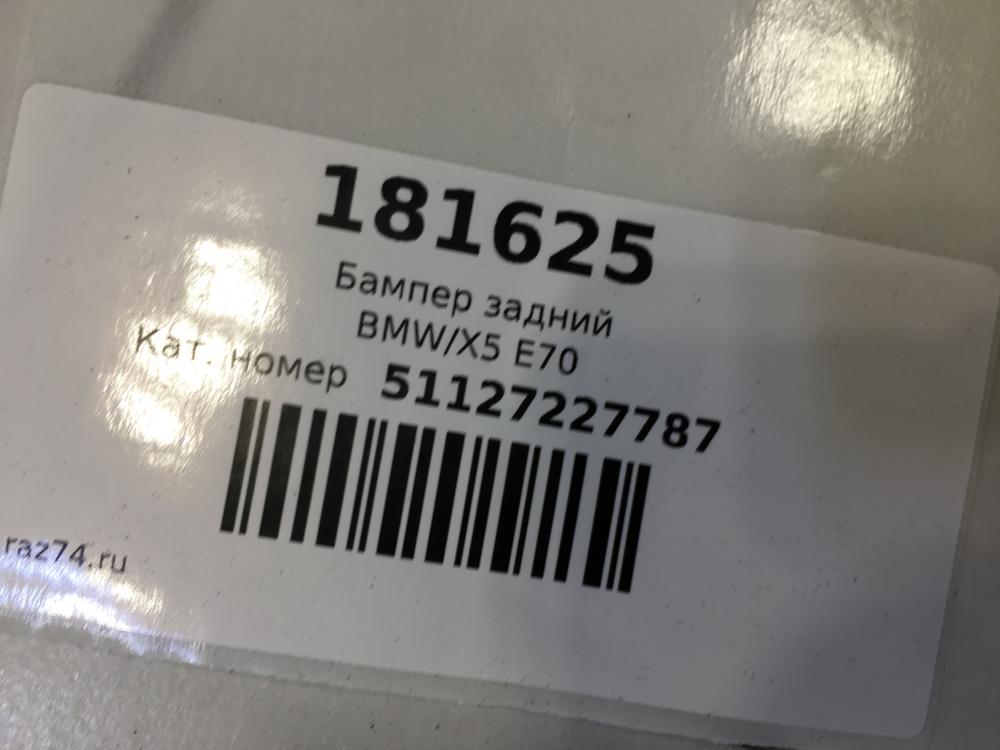 181625
Бампер задний
BMW/X5 E70
Кат. номер 51127227787
raz74.ru